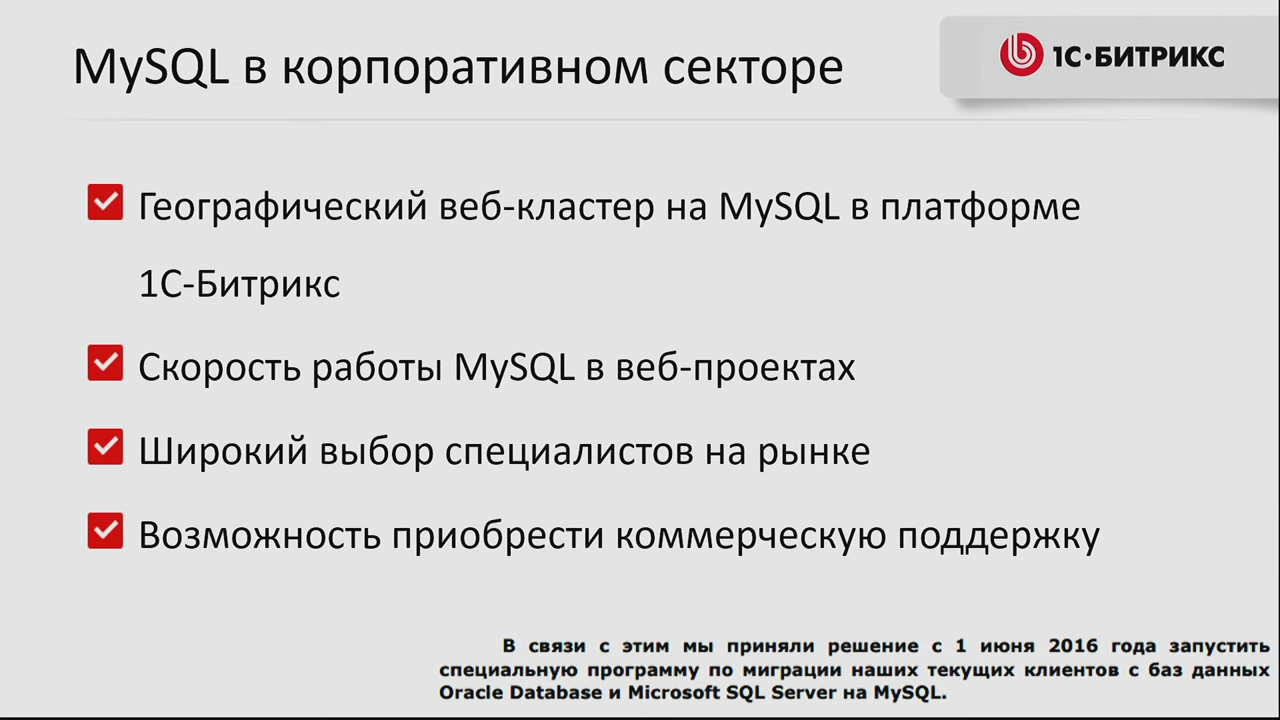 MySQL в корпоративном секторе
1С•БИТРИКС
Географический веб-кластер на MySQL в платформе
1С-Битрикс
Скорость работы MySQL в веб-проектах
Широкий выбор специалистов на рынке
Возможность приобрести коммерческую поддержку
В связи с этим мы приняли решение с 1 июня 2016 года запустить
специальную программу по миграции наших текущих клиентов с баз данных
Oracle Database и Microsoft SQL Server на MySQL.